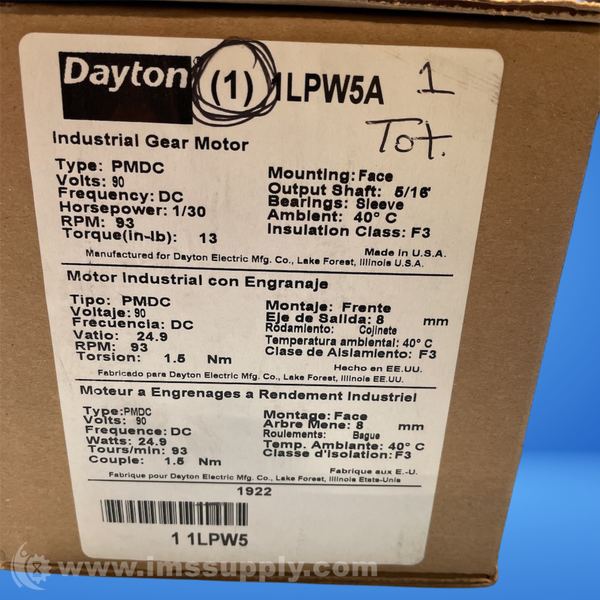 Dayton (1) 1LPW5A 1
Tot.
Industrial Gear Motor
Type: PMDC
Volts: 90
Frequency: DC
Horsepower: 1/30
RPM: 93
Torque(in-lb): 13
Mounting: Face
Output Shaft: 5/16"
Bearings: Sleeve
Ambient: 40° C
Insulation Class: F3
Made in U.S.A.
Manufactured for Dayton Electric Mfg. Co., Lake Forest, Illinois U.S.A.
Motor Industrial con Engranaje
Tipo: PMDC
Voltaje: 90
Frecuencia: DC
Vatio: 24.9
RPM: 93
Torsion: 1.5 Nm
Montaje: Frente
Eje de Salida: 8 mm
Rodamiento: Cojinete
Temperatura ambiental: 40° C
Clase de Aislamiento: F3
Hecho en EE.UU.
Fabricado para Dayton Electric Mfg. Co., Lake Forest, Illinois EE.UU.
Moteur a Engrenages a Rendement Industriel
Type:PMDC
Volts: 90
Frequence: DC
Watts: 24.9
Tours/min: 93
Couple: 1.5 Nm
Montage: Face
Arbre Mene: 8 mm
Roulements: Bague
Temp. Ambiante: 40° C
Classe d'isolation: F3
Fabrique aux E.-U.
Fabrique pour Dayton Electric Mfg. Co., Lake Forest, Illinois Etats-Unis
1922
1 1LPW5
www.imssupply.com